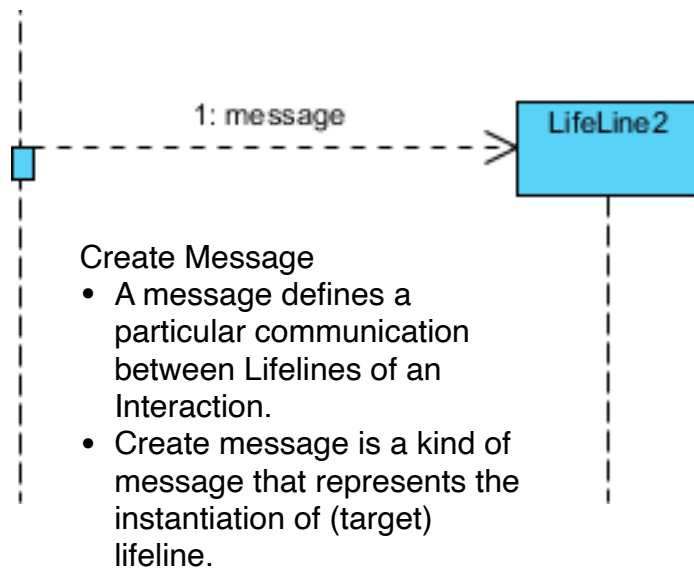 1: message
LifeLine2
Create Message
• A message defines a
particular communication
between Lifelines of an
Interaction.
• Create message is a kind of
message that represents the
instantiation of (target)
lifeline.